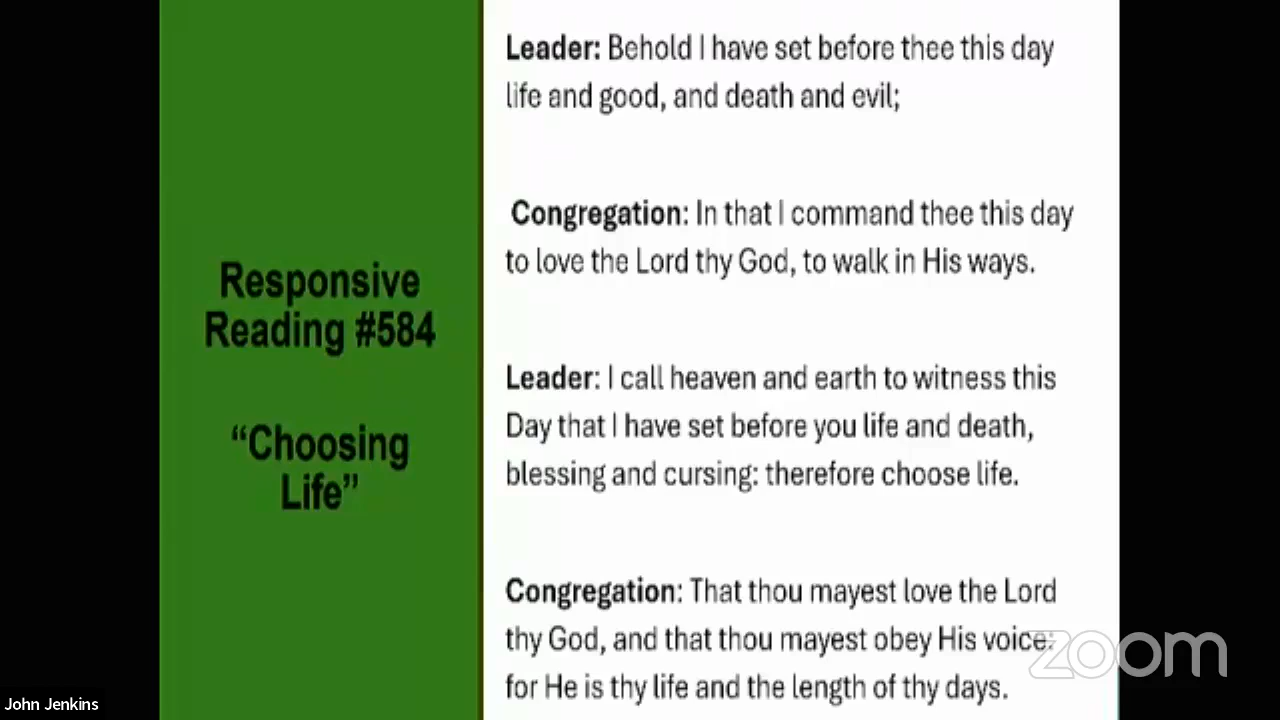 Responsive
Reading #584
“Choosing
Life”
Leader: Behold I have set before thee this day
life and good, and death and evil;
Congregation: In that I command thee this day
to love the Lord thy God, to walk in His ways.
Leader: I call heaven and earth to witness this
Day that I have set before you life and death,
blessing and cursing: therefore choose life.
Congregation: That thou mayest love the Lord
thy God, and that thou mayest obey His voice:
for He is thy life and the length of thy days.
zoom
John Jenkins